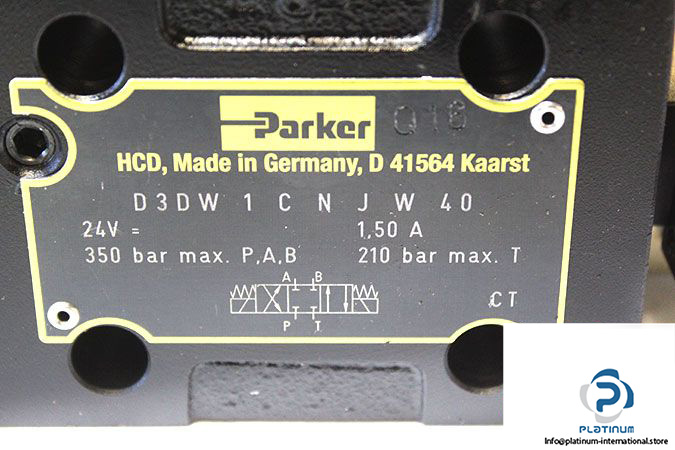 Parker 016
HCD, Made in Germany, D 41564 Kaarst
D3DW 1 C N J W 40
24V = 1,50 A
350 bar max. P,A,B 210 bar max. T
A B
P T
CT
PLATINUM
Info@platinum-international.store